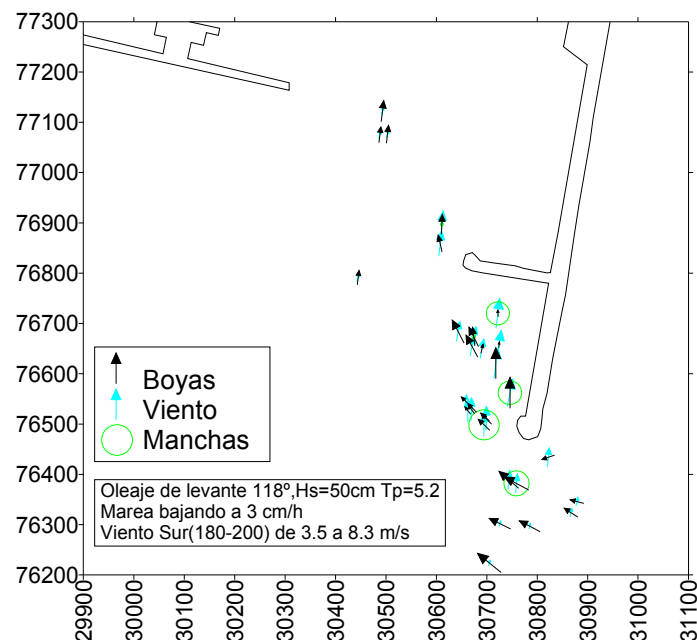 77300
77200
77100
77000
76900
76800
76700
76600
76500
76400
76300
76200
Boyas
Viento
Manchas
Oleaje de levante 118º,Hs=50cm Tp=5.2
Marea bajando a 3 cm/h
Viento Sur(180-200) de 3.5 a 8.3 m/s
29900 30000 30100 30200 30300 30400 30500 30600 30700 30800 30900 31000 31100